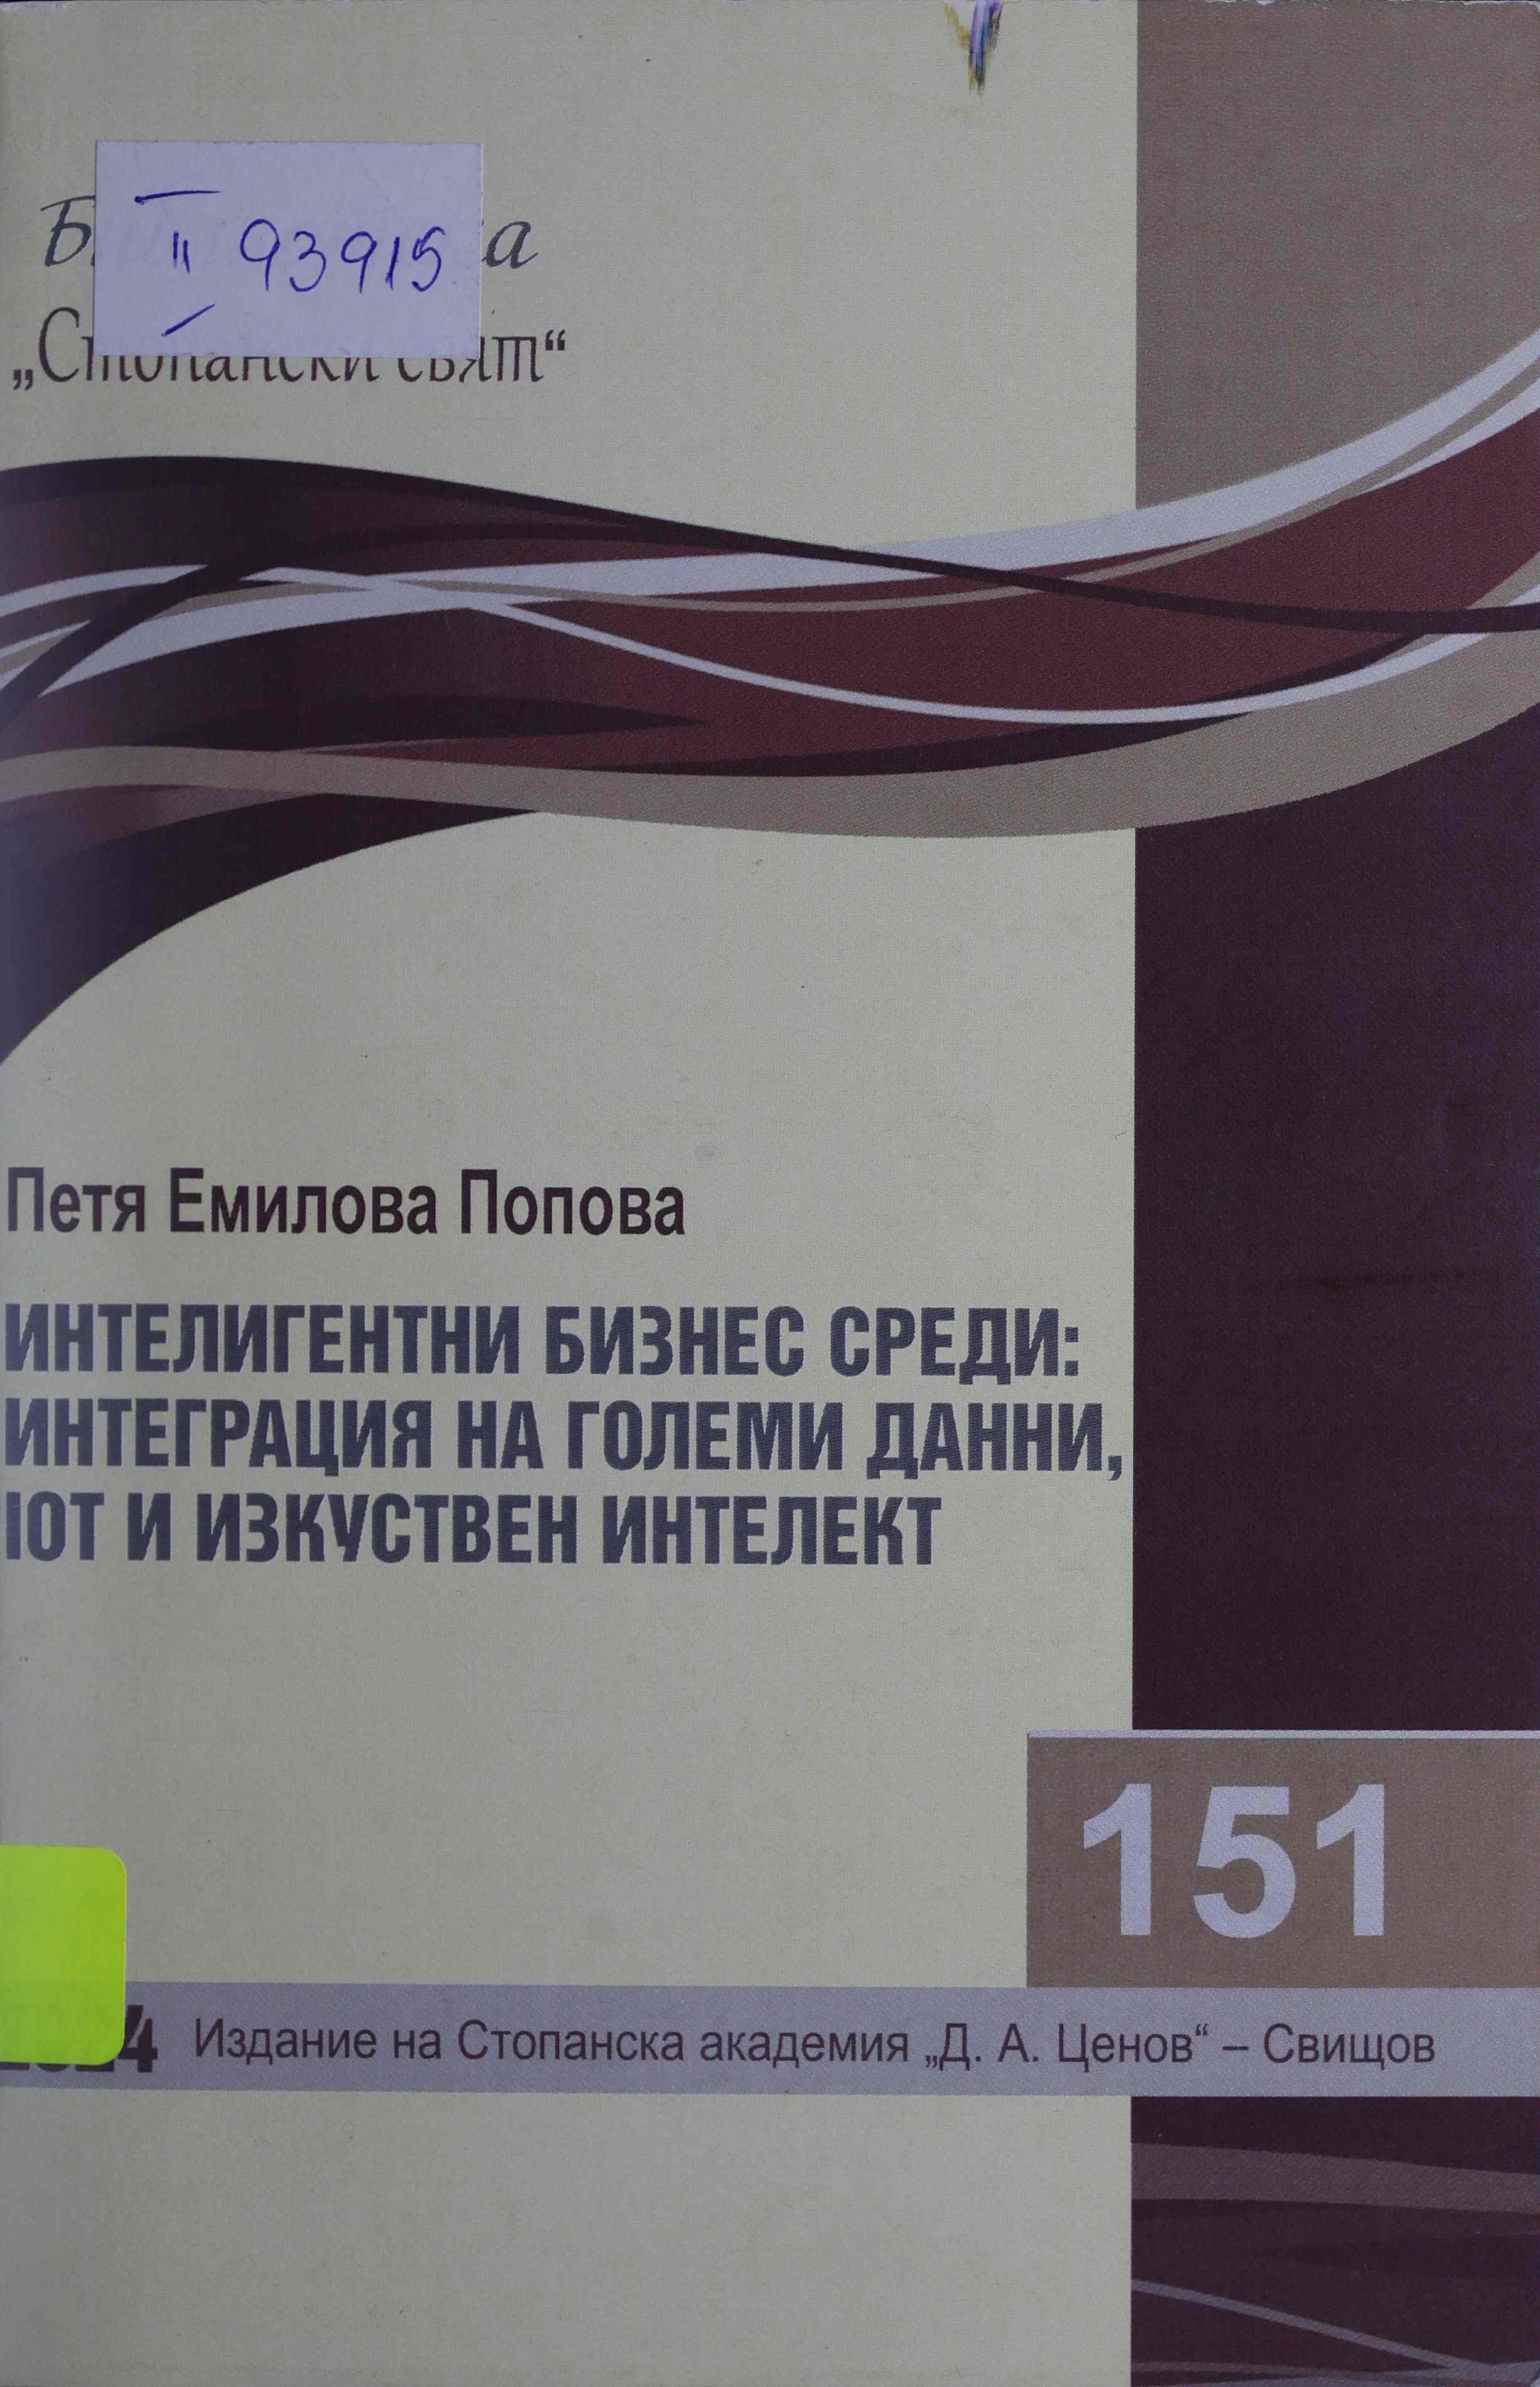 II 93915
„Стопански свят“
Петя Емилова Попова
ИНТЕЛИГЕНТНИ БИЗНЕС СРЕДИ:
ИНТЕГРАЦИЯ НА ГОЛЕМИ ДАННИ,
IOT И ИЗКУСТВЕН ИНТЕЛЕКТ
151
Издание на Стопанска академия „Д. А. Ценов“ – Свищов